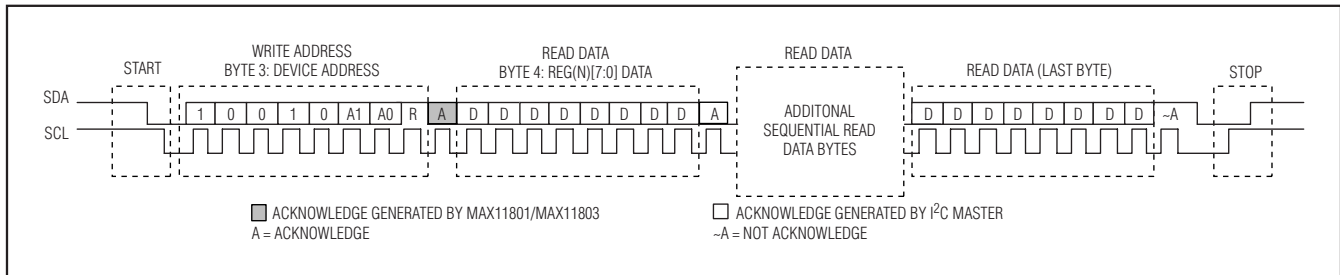 START
WRITE ADDRESS
BYTE 3: DEVICE ADDRESS
READ DATA
BYTE 4: REG(N)[7:0] DATA
READ DATA
READ DATA (LAST BYTE)
STOP
SDA
1 0 0 1 0 A1 A0 R A D D D D D D D D A
ADDITONAL
SEQUENTIAL READ
DATA BYTES
D D D D D D D D ~A
SCL
ACKNOWLEDGE GENERATED BY MAX11801/MAX11803
A = ACKNOWLEDGE
ACKNOWLEDGE GENERATED BY I²C MASTER
~A = NOT ACKNOWLEDGE